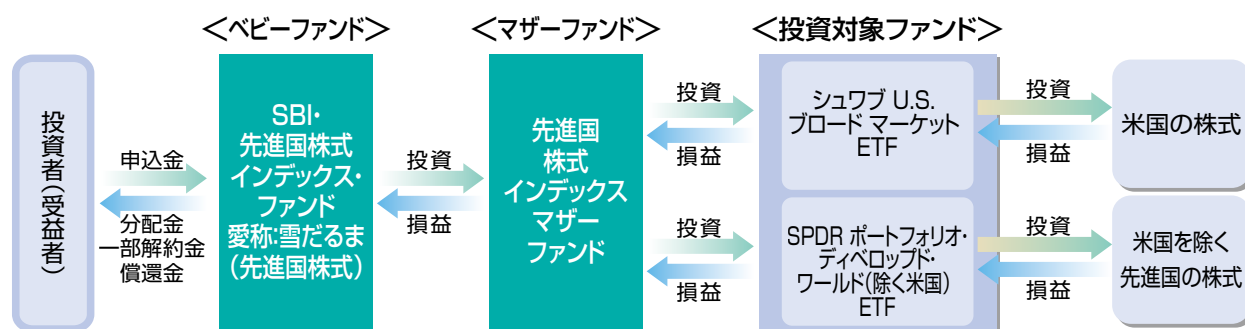 ＜ベビーファンド＞
＜マザーファンド＞
＜投資対象ファンド＞
投資者(受益者)
申込金
分配金
一部解約金
償還金
SBI・
先進国株式
インデックス・
ファンド
愛称:雪だるま
(先進国株式)
投資
損益
先進国
株式
インデックス
マザー
ファンド
投資
損益
投資
損益
シュワブ U.S.
ブロード マーケット
ETF
SPDR ポートフォリオ・
ディベロップド・
ワールド(除く米国)
ETF
投資
損益
投資
損益
米国の株式
米国を除く
先進国の株式